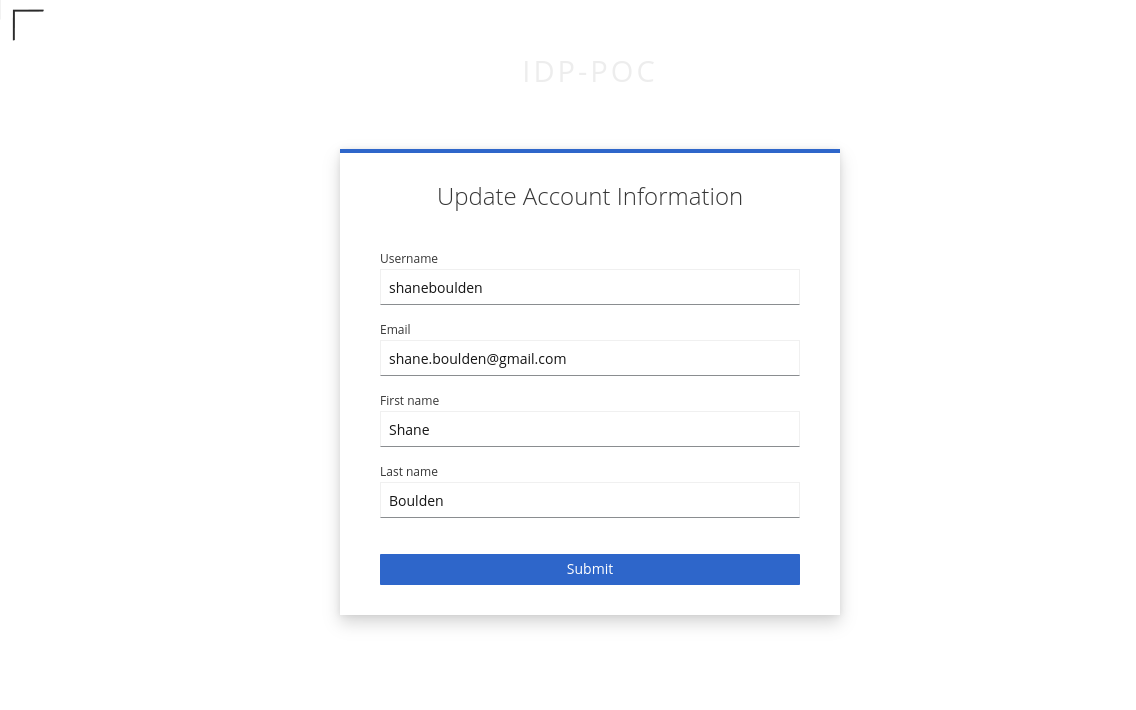 IDP-POC
Update Account Information
Username
shaneboulden
Email
shane.boulden@gmail.com
First name
Shane
Last name
Boulden
Submit